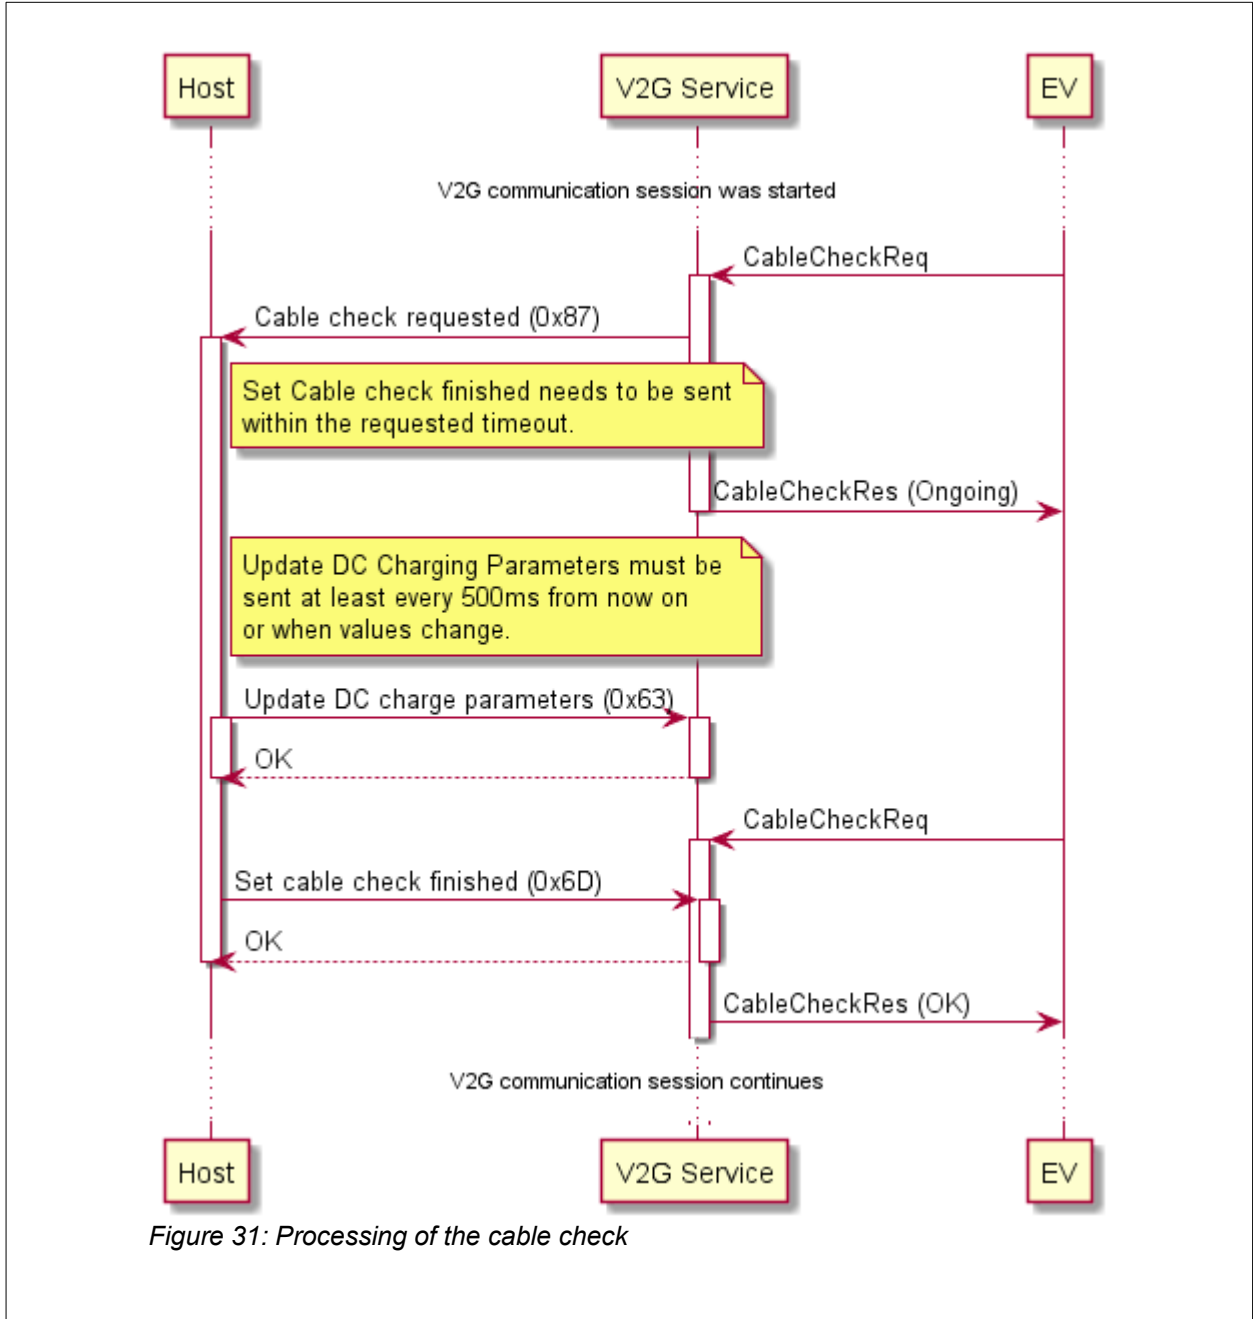 Host
V2G Service
EV
V2G communication session was started
CableCheckReq
Cable check requested (0x87)
Set Cable check finished needs to be sent
within the requested timeout.
CableCheckRes (Ongoing)
Update DC Charging Parameters must be
sent at least every 500ms from now on
or when values change.
Update DC charge parameters (0x63)
OK
CableCheckReq
Set cable check finished (0x6D)
OK
CableCheckRes (OK)
V2G communication session continues
Host
V2G Service
EV
Figure 31: Processing of the cable check